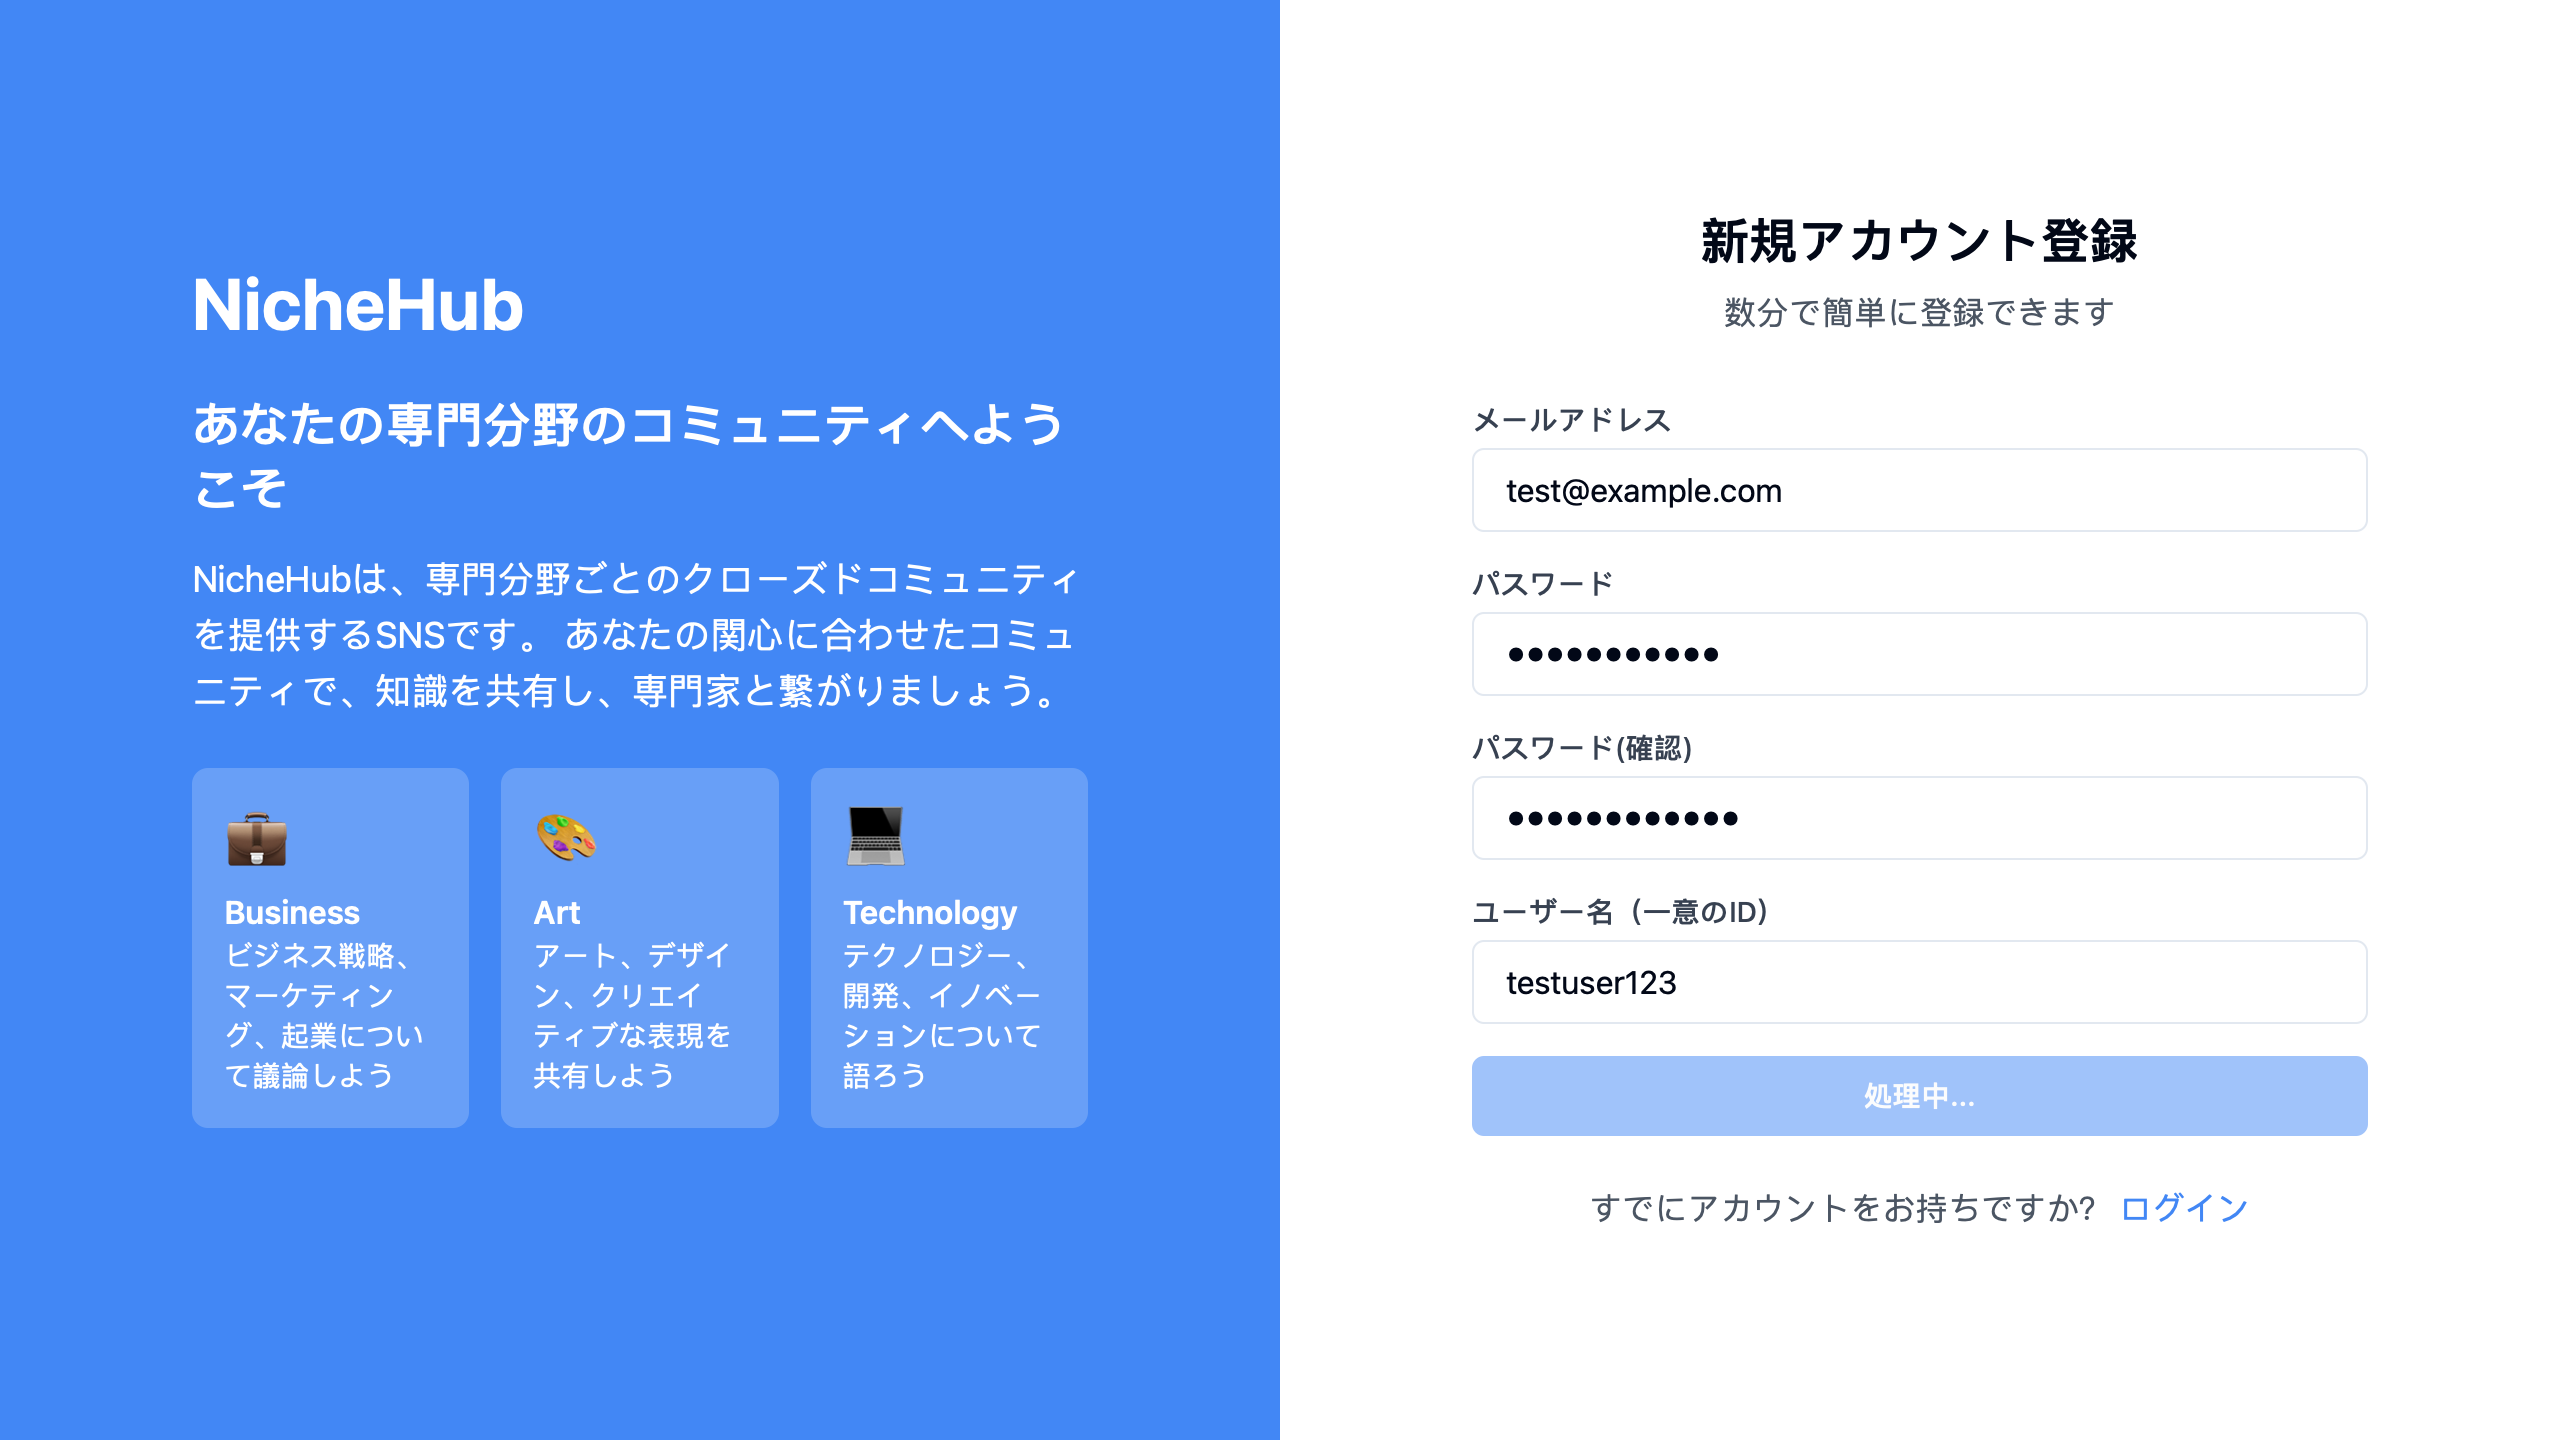 NicheHub
あなたの専門分野のコミュニティへよう
こそ
NicheHubは、専門分野ごとのクローズドコミュニティ
を提供するSNSです。 あなたの関心に合わせたコミュ
ニティで、知識を共有し、専門家と繋がりましょう。
Business
ビジネス戦略、
マーケティン
グ、起業につい
て議論しよう
Art
アート、デザイ
ン、クリエイ
ティブな表現を
共有しよう
Technology
テクノロジー、
開発、イノベー
ションについて
語ろう
新規アカウント登録
数分で簡単に登録できます
メールアドレス
test@example.com
パスワード
•••••••••••
パスワード(確認)
••••••••••••
ユーザー名（一意のID）
testuser123
処理中...
すでにアカウントをお持ちですか? ログイン